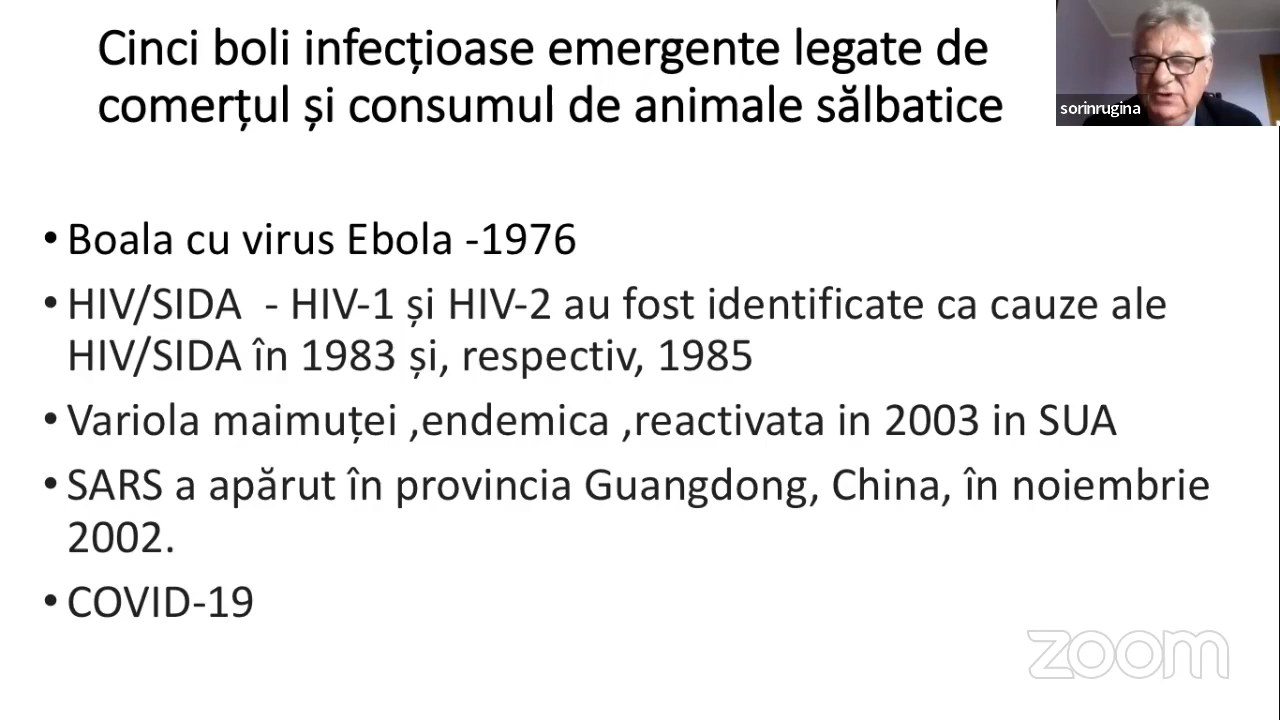 Cinci boli infecțioase emergente legate de
comerțul și consumul de animale sălbatice
sorinrugina
• Boala cu virus Ebola -1976
• HIV/SIDA  - HIV-1 și HIV-2 au fost identificate ca cauze ale
HIV/SIDA în 1983 și, respectiv, 1985
• Variola maimuței ,endemica ,reactivata in 2003 in SUA
• SARS a apărut în provincia Guangdong, China, în noiembrie
2002.
• COVID-19
zoom